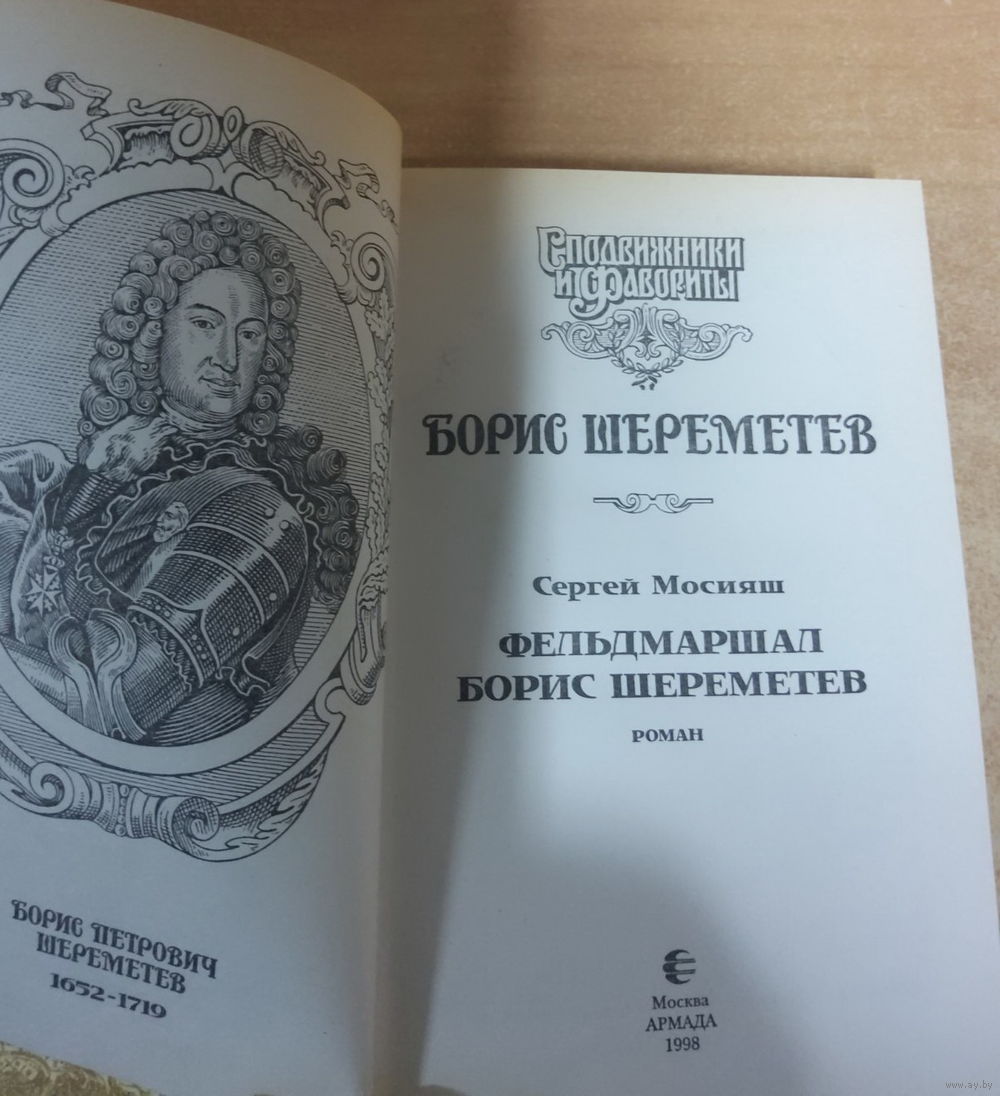 БОРИС ПЕТРОВИЧ
ШЕРЕМЕТЕВ
1652-1719
СПОДВИЖНИКИ
И ФАВОРИТЫ
БОРИС ШЕРЕМЕТЕВ
Сергей Мосияш
ФЕЛЬДМАРШАЛ
БОРИС ШЕРЕМЕТЕВ
РОМАН
Москва
АРМАДА
1998
www.ay.by